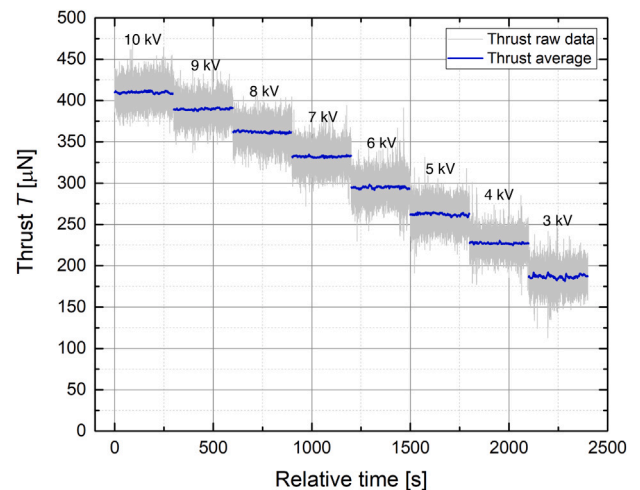 500
450
400
350
300
250
200
150
100
50
0
Thrust T [µN]
10 kV
9 kV
8 kV
7 kV
6 kV
5 kV
4 kV
3 kV
Thrust raw data
Thrust average
0
500
1000
1500
2000
2500
Relative time [s]